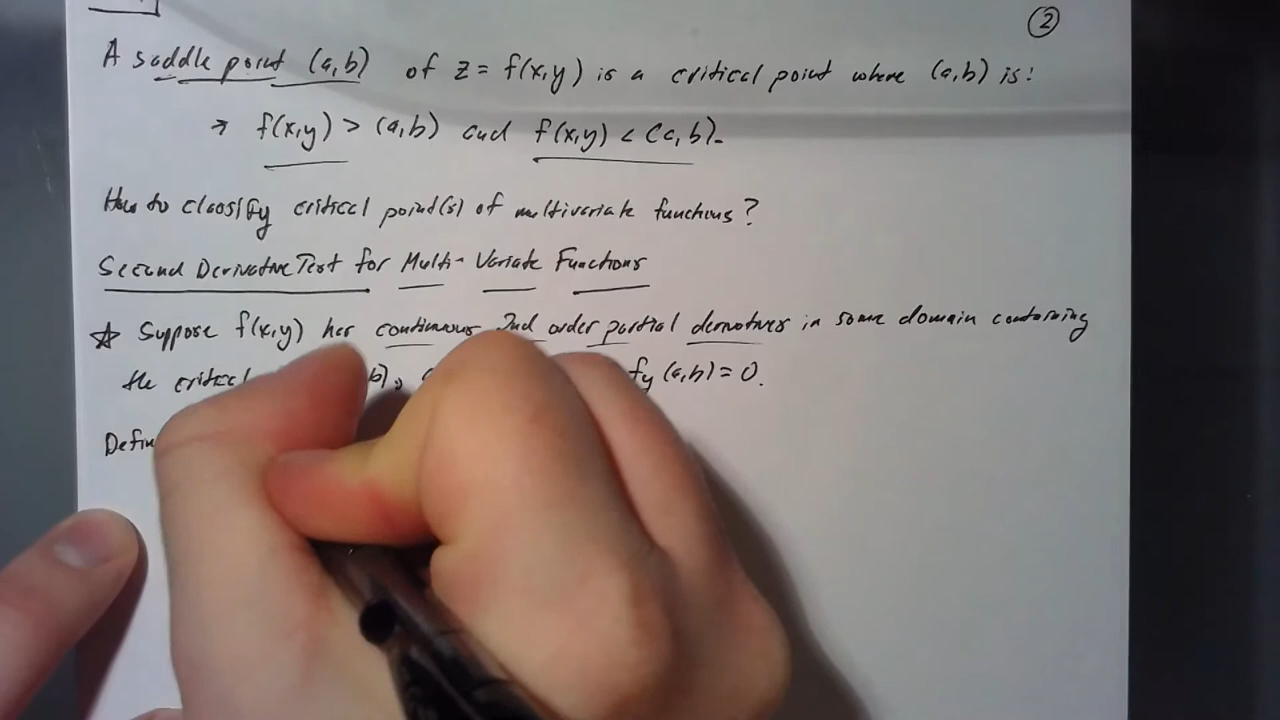 ②
A saddle point (a,b) of z = f(x,y) is a critical point where (a,b) is:
→ f(x,y) > (a,b) and f(x,y) < (a,b).
How to classify critical point(s) of multivariate functions?
Second Derivative Test for Multi-Variate Functions
☆ Suppose f(x,y) has continuous 2nd order partial derivatives in some domain containing
the critical b), fy (a,b) = 0.
Defin